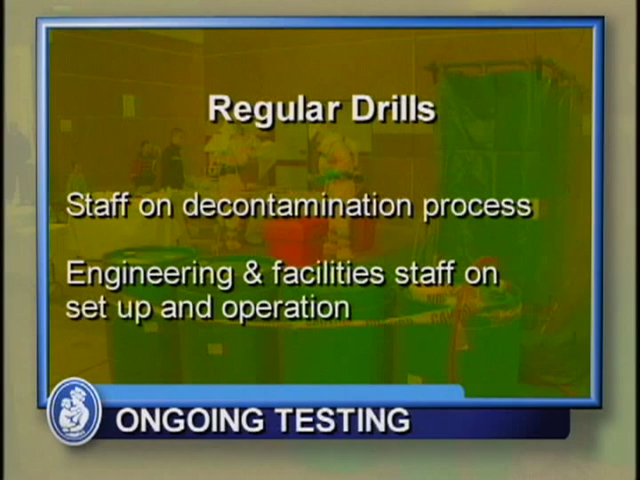 Regular Drills
Staff on decontamination process
Engineering & facilities staff on
set up and operation
ONGOING TESTING